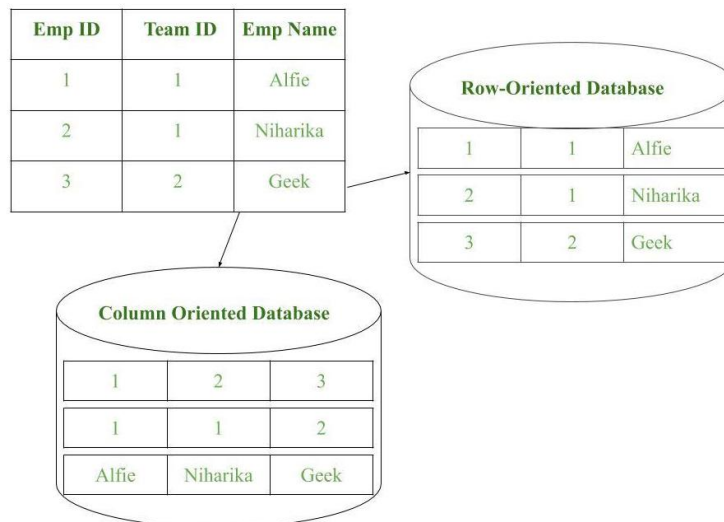 Emp ID Team ID Emp Name
1 1 Alfie
2 1 Niharika
3 2 Geek
Row-Oriented Database
1 1 Alfie
2 1 Niharika
3 2 Geek
Column Oriented Database
1 2 3
1 1 2
Alfie Niharika Geek